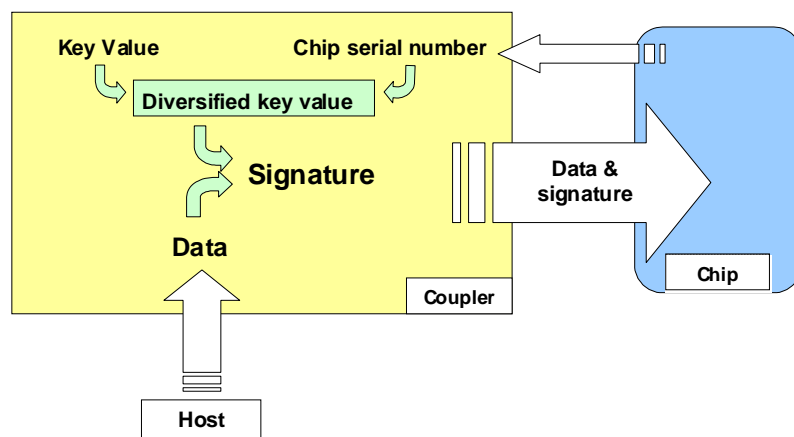 Key Value
Chip serial number
Diversified key value
Signature
Data &
signature
Data
Chip
Coupler
Host